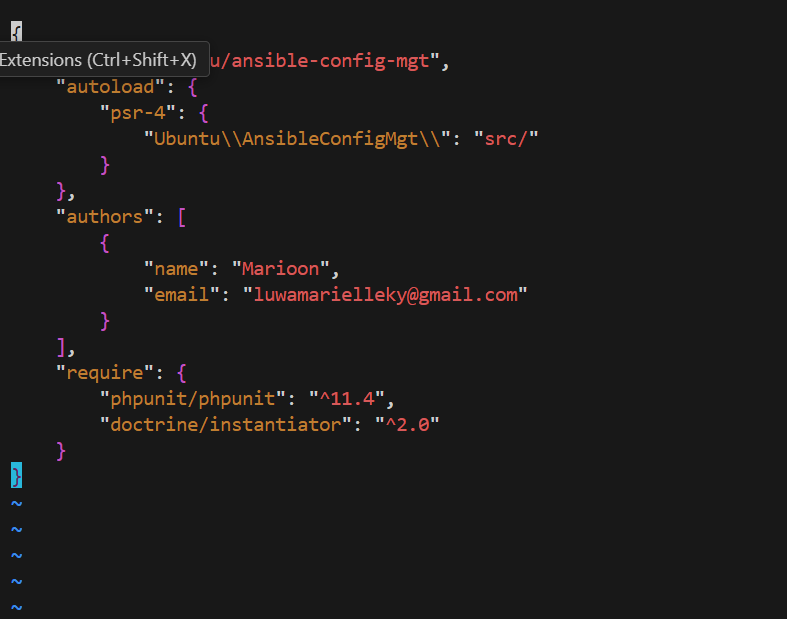 {
Extensions (Ctrl+Shift+X)
u/ansible-config-mgt",
"autoload": {
"psr-4": {
"Ubuntu\\AnsibleConfigMgt\\": "src/"
}
},
"authors": [
{
"name": "Marioon",
"email": "luwamarielleky@gmail.com"
}
],
"require": {
"phpunit/phpunit": "^11.4",
"doctrine/instantiator": "^2.0"
}
}
~
~
~
~
~